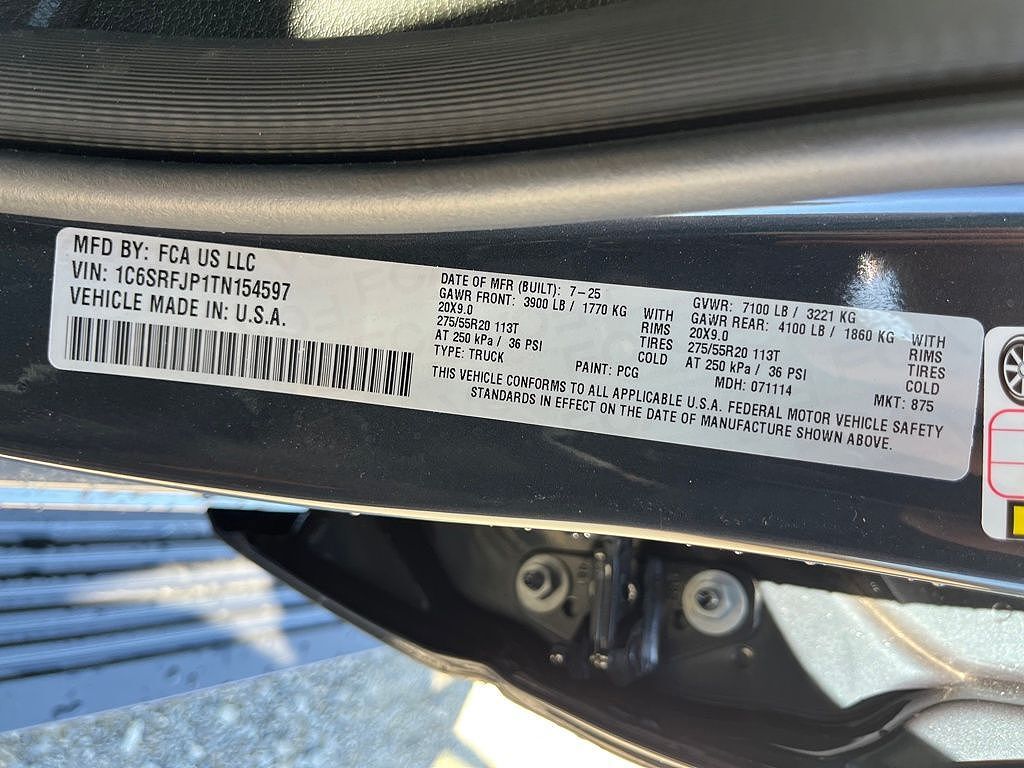 MFD BY: FCA US LLC
VIN: 1C6SRFJP1TN154597
VEHICLE MADE IN: U.S.A.
DATE OF MFR (BUILT): 7-25
GAWR FRONT: 3900 LB / 1770 KG WITH
20X9.0 RIMS
275/55R20 113T TIRES
AT 250 kPa / 36 PSI COLD
TYPE: TRUCK
PAINT: PCG
GVWR: 7100 LB / 3221 KG
GAWR REAR: 4100 LB / 1860 KG WITH
20X9.0 RIMS
275/55R20 113T TIRES
AT 250 kPa / 36 PSI COLD
MDH: 071114
MKT: 875
THIS VEHICLE CONFORMS TO ALL APPLICABLE U.S.A. FEDERAL MOTOR VEHICLE SAFETY
STANDARDS IN EFFECT ON THE DATE OF MANUFACTURE SHOWN ABOVE.